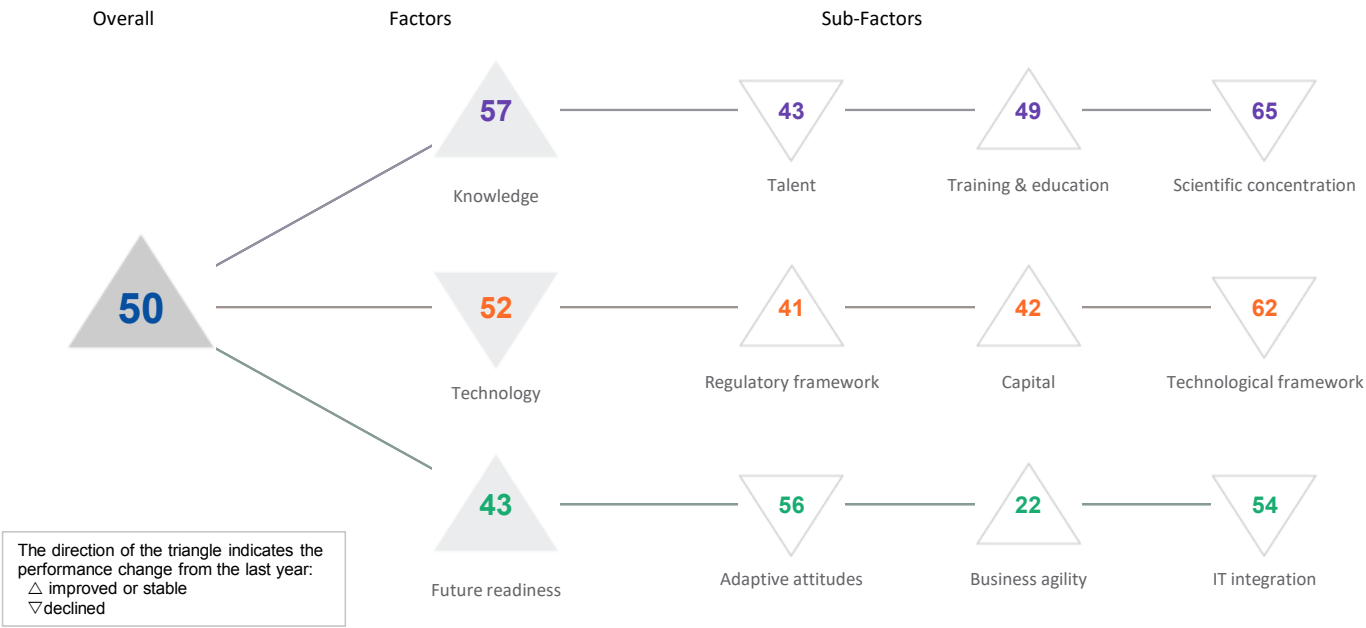 Overall
Factors
Sub-Factors
57
43
49
65
Knowledge
Talent
Training & education
Scientific concentration
50
52
41
42
62
Technology
Regulatory framework
Capital
Technological framework
43
56
22
54
Future readiness
Adaptive attitudes
Business agility
IT integration
The direction of the triangle indicates the
performance change from the last year:
△ improved or stable
▽declined